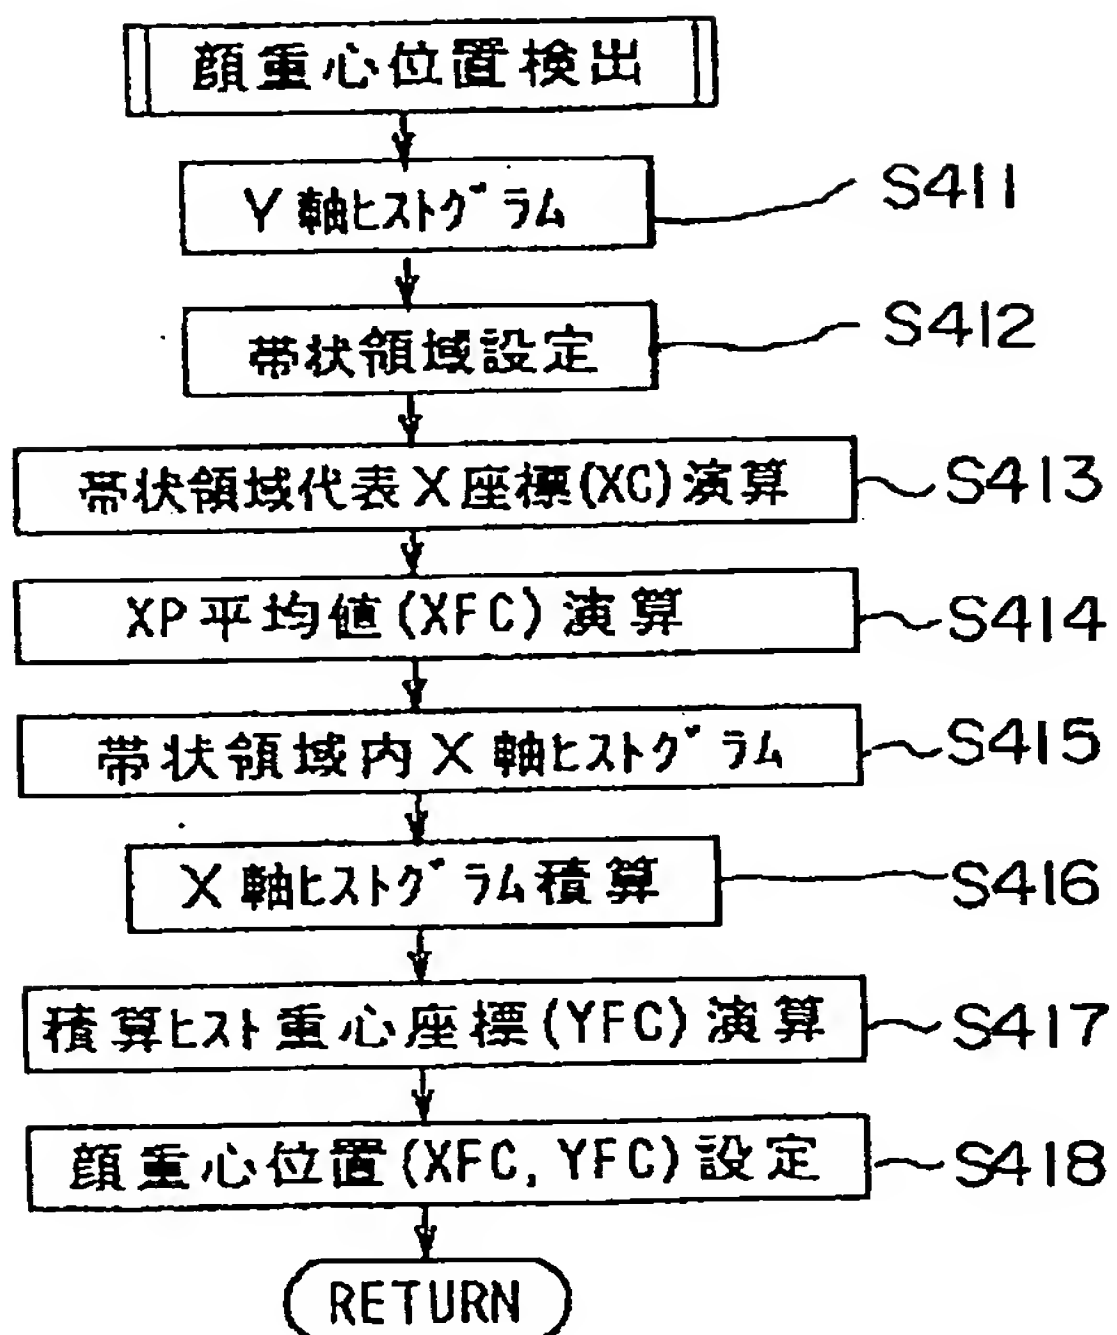 顔重心位置検出
Y軸ﾋｽﾄｸﾞﾗﾑ
S411
帯状領域設定
S412
帯状領域代表X座標(XC)演算
S413
XP平均値(XFC)演算
S414
帯状領域内X軸ﾋｽﾄｸﾞﾗﾑ
S415
X軸ﾋｽﾄｸﾞﾗﾑ積算
S416
積算ﾋｽﾄ重心座標(YFC)演算
S417
顔重心位置(XFC,YFC)設定
S418
RETURN